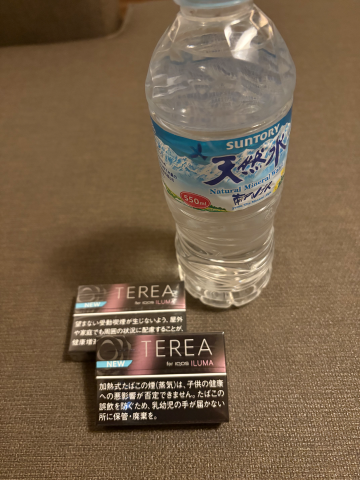 SUNTORY
天然水
Natural Mineral
550ml
TEREA
NEW
for IQOS ILUMA
望まない受動喫煙が生じないよう、屋外
や家庭でも周囲の状況に配慮することが、
健康増
TEREA
NEW
for IQOS ILUMA
加熱式たばこの煙(蒸気)は、子供の健康
への悪影響が否定できません。たばこの
誤飲を防ぐため、乳幼児の手が届かない
所に保管・廃棄を。